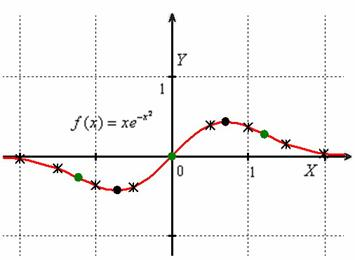 Y
1
f(x) = xe^{-x^2}
0 1 X